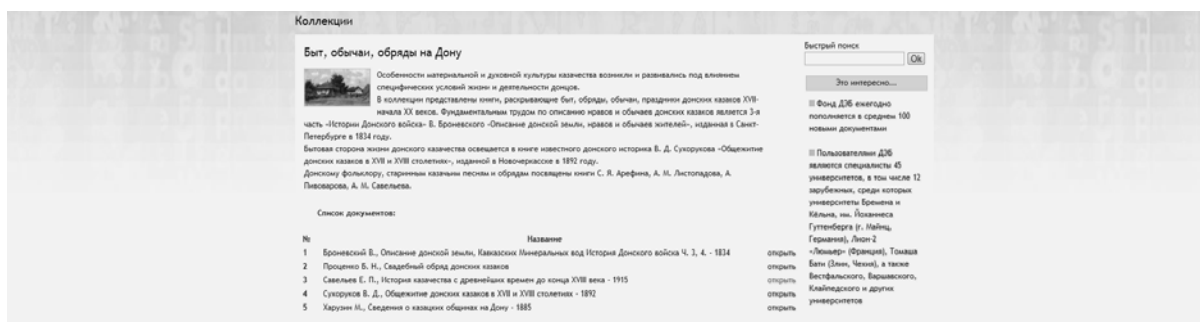 Коллекции
Быт, обычаи, обряды на Дону
Особенности материальной и духовной культуры казачества возникли и развивались под влиянием
специфических условий жизни и деятельности донцов.
В коллекции представлены книги, раскрывающие быт, обряды, обычаи, праздники донских казаков XVII-
начала XX веков. Фундаментальным трудом по описанию нравов и обычаев донских казаков является 3-я
часть «Истории Донского войска» В. Броневского «Описание донской земли, нравов и обычаев жителей», изданная в Санкт-
Петербурге в 1834 году.
Бытовая сторона жизни донского казачества освещается в книге известного донского историка В. Д. Сухорукова «Общежитие
донских казаков в XVII и XVIII столетиях», изданной в Новочеркасске в 1892 году.
Донскому фольклору, старинным казачьим песням и обрядам посвящены книги С. Я. Арефина, А. М. Листопадова, А.
Пивоварова, А. М. Савельева.
Список документов:
№ Название
1 Броневский В., Описание донской земли, Кавказских Минеральных вод История Донского войска Ч. 3, 4. - 1834 открыть
2 Проценко Б. Н., Свадебный обряд донских казаков открыть
3 Савельев Е. П., История казачества с древнейших времен до конца XVIII века - 1915 открыть
4 Сухоруков В. Д., Общежитие донских казаков в XVII и XVIII столетиях - 1892 открыть
5 Харузин М., Сведения о казацких общинах на Дону - 1885 открыть
Быстрый поиск
Ok
Это интересно...
Фонд ДЭБ ежегодно
пополняется в среднем 100
новыми документами
Пользователями ДЭБ
являются специалисты 45
университетов, в том числе 12
зарубежных, среди которых
университеты Бремена и
Кёльна, им. Йоханнеса
Гуттенберга (г. Майнц,
Германия), Лион-2
«Люмьер» (Франция), Томаша
Бати (Злин, Чехия), а также
Вестфальского, Варшавского,
Клайпедского и других
университетов